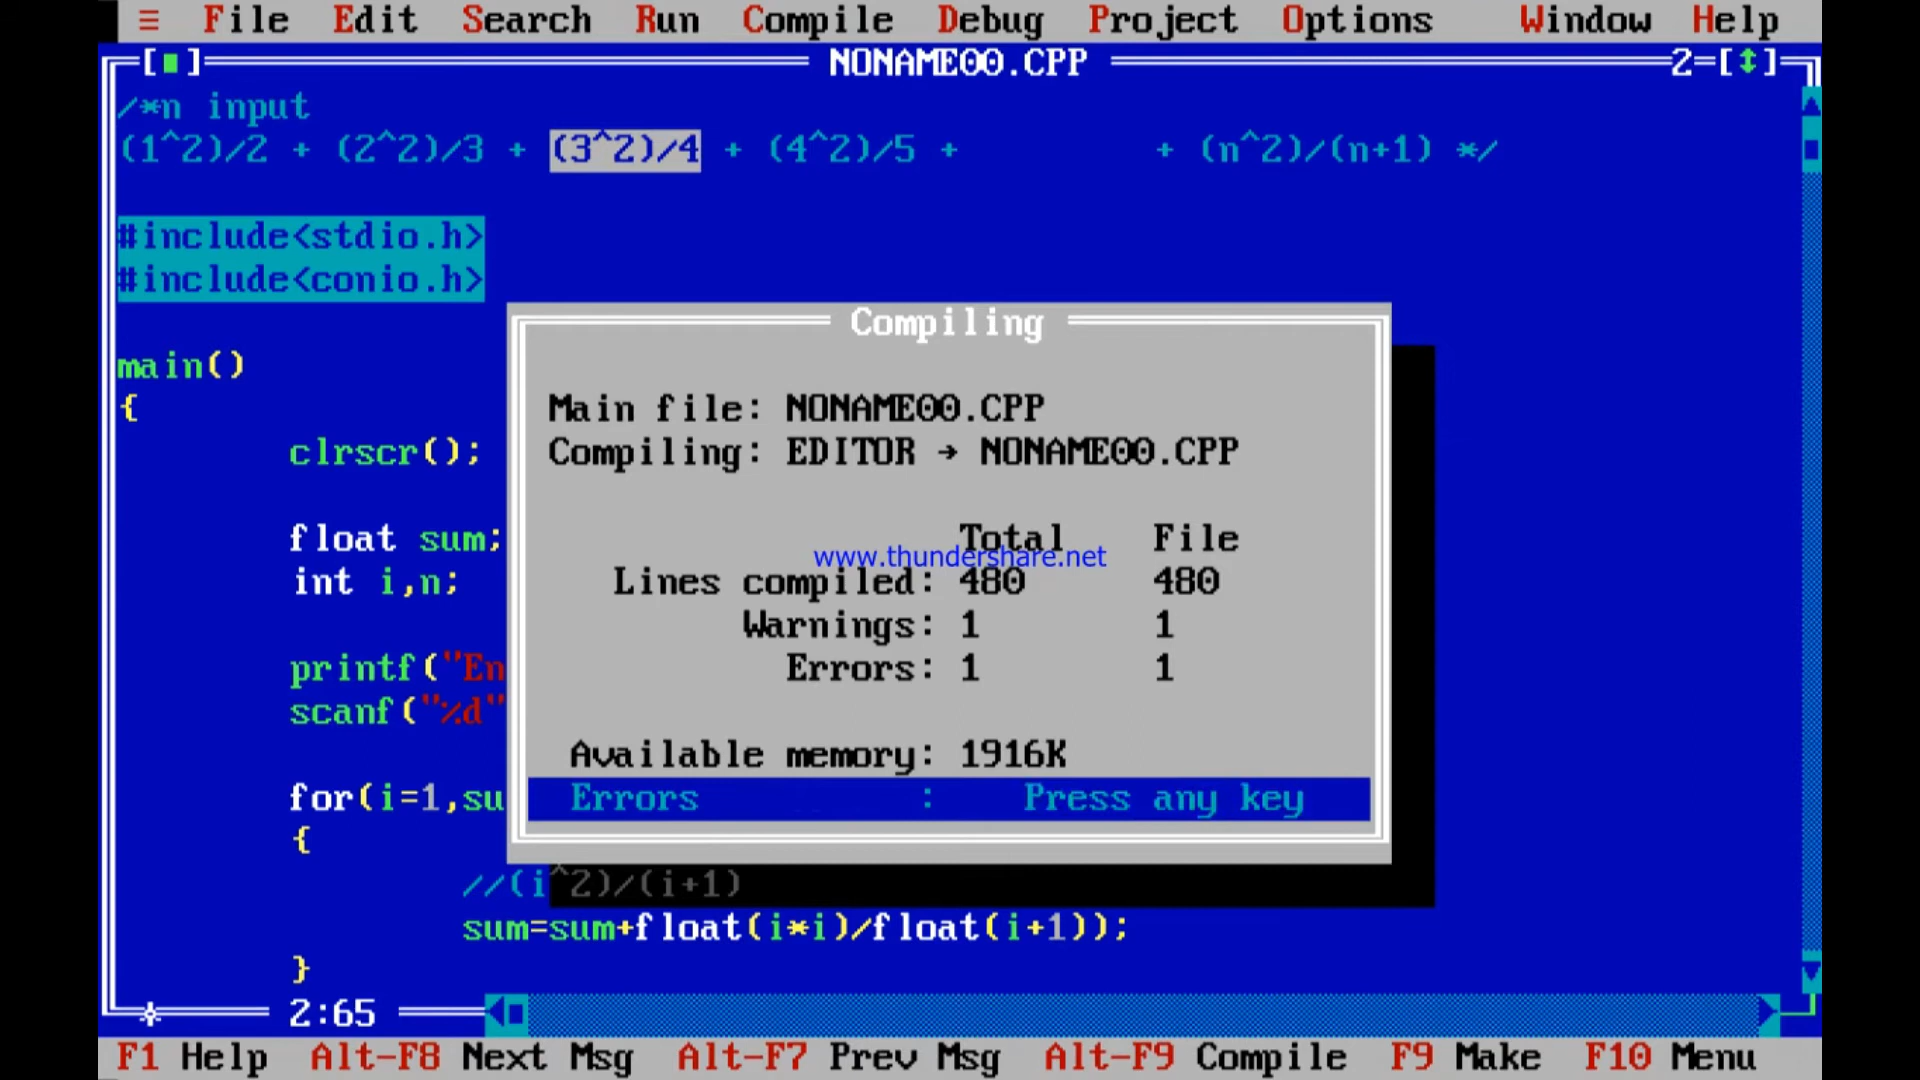 ≡ File Edit Search Run Compile Debug Project Options Window Help
[■] NONAME00.CPP 2=[↕]
/*n input
(1^2)/2 + (2^2)/3 + (3^2)/4 + (4^2)/5 + + (n^2)/(n+1) */
#include<stdio.h>
#include<conio.h>
main()
{
clrscr();
float sum;
int i,n;
printf("En
scanf("%d"
for(i=1,su
{
//(i^2)/(i+1)
sum=sum+float(i*i)/float(i+1));
}
Compiling
Main file: NONAME00.CPP
Compiling: EDITOR → NONAME00.CPP
Total File
www.thundershare.net
Lines compiled: 480 480
Warnings: 1 1
Errors: 1 1
Available memory: 1916K
Errors : Press any key
2:65
F1 Help Alt-F8 Next Msg Alt-F7 Prev Msg Alt-F9 Compile F9 Make F10 Menu